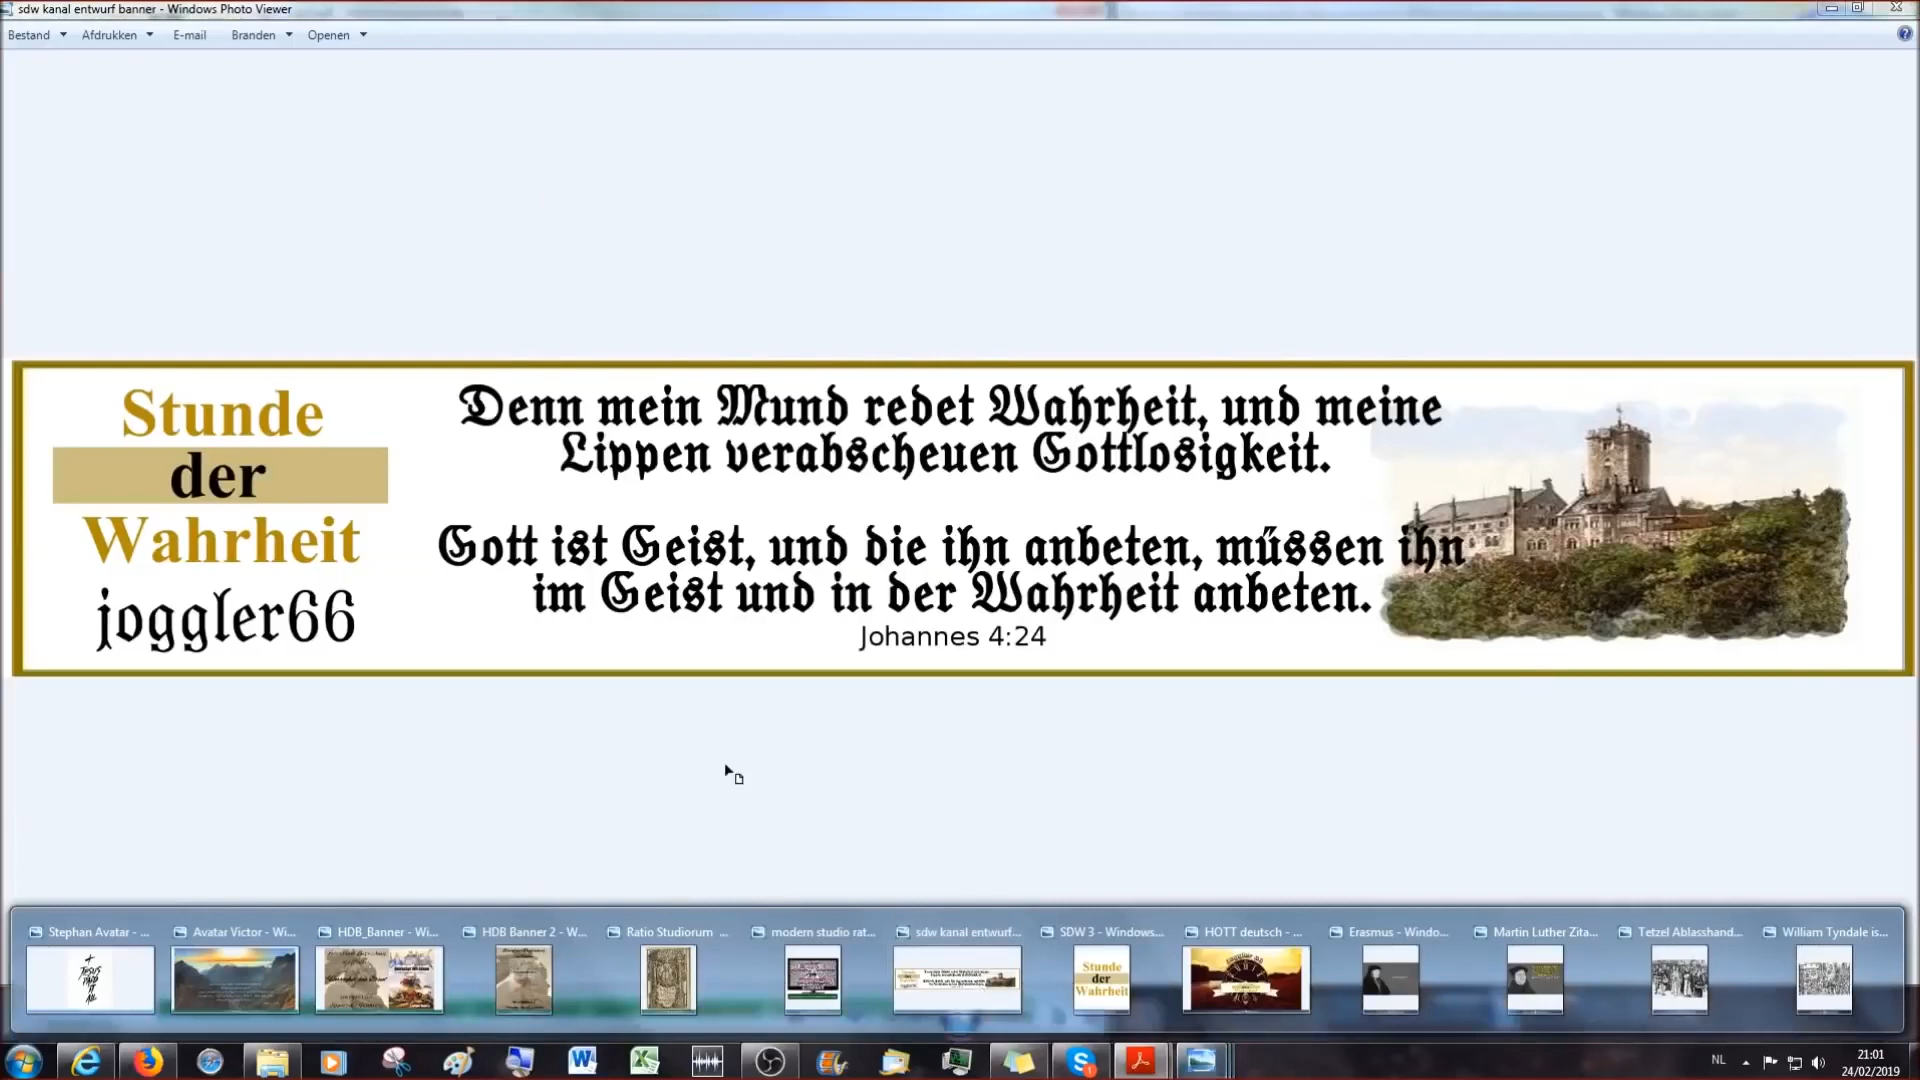 sdw kanal entwurf banner - Windows Photo Viewer
Bestand Afdrukken E-mail Branden Openen
Stunde
der
Wahrheit
joggler66
Denn mein Mund redet Wahrheit, und meine
Lippen verabscheuen Gottlosigkeit.
Gott ist Geist, und die ihn anbeten, müssen ihn
im Geist und in der Wahrheit anbeten.
Johannes 4:24
Stephan Avatar - ...
Avatar Victor - Wi...
HDB_Banner - Wi...
HDB Banner 2 - W...
Ratio Studiorum ...
modern studio rat...
sdw kanal entwurf...
SDW 3 - Windows...
HOTT deutsch - ...
Erasmus - Windo...
Martin Luther Zita...
Tetzel Ablasshand...
William Tyndale is...
JESUS
PAID
IT
ALL
Stunde
der
Wahrheit
NL
21:01
24/02/2019